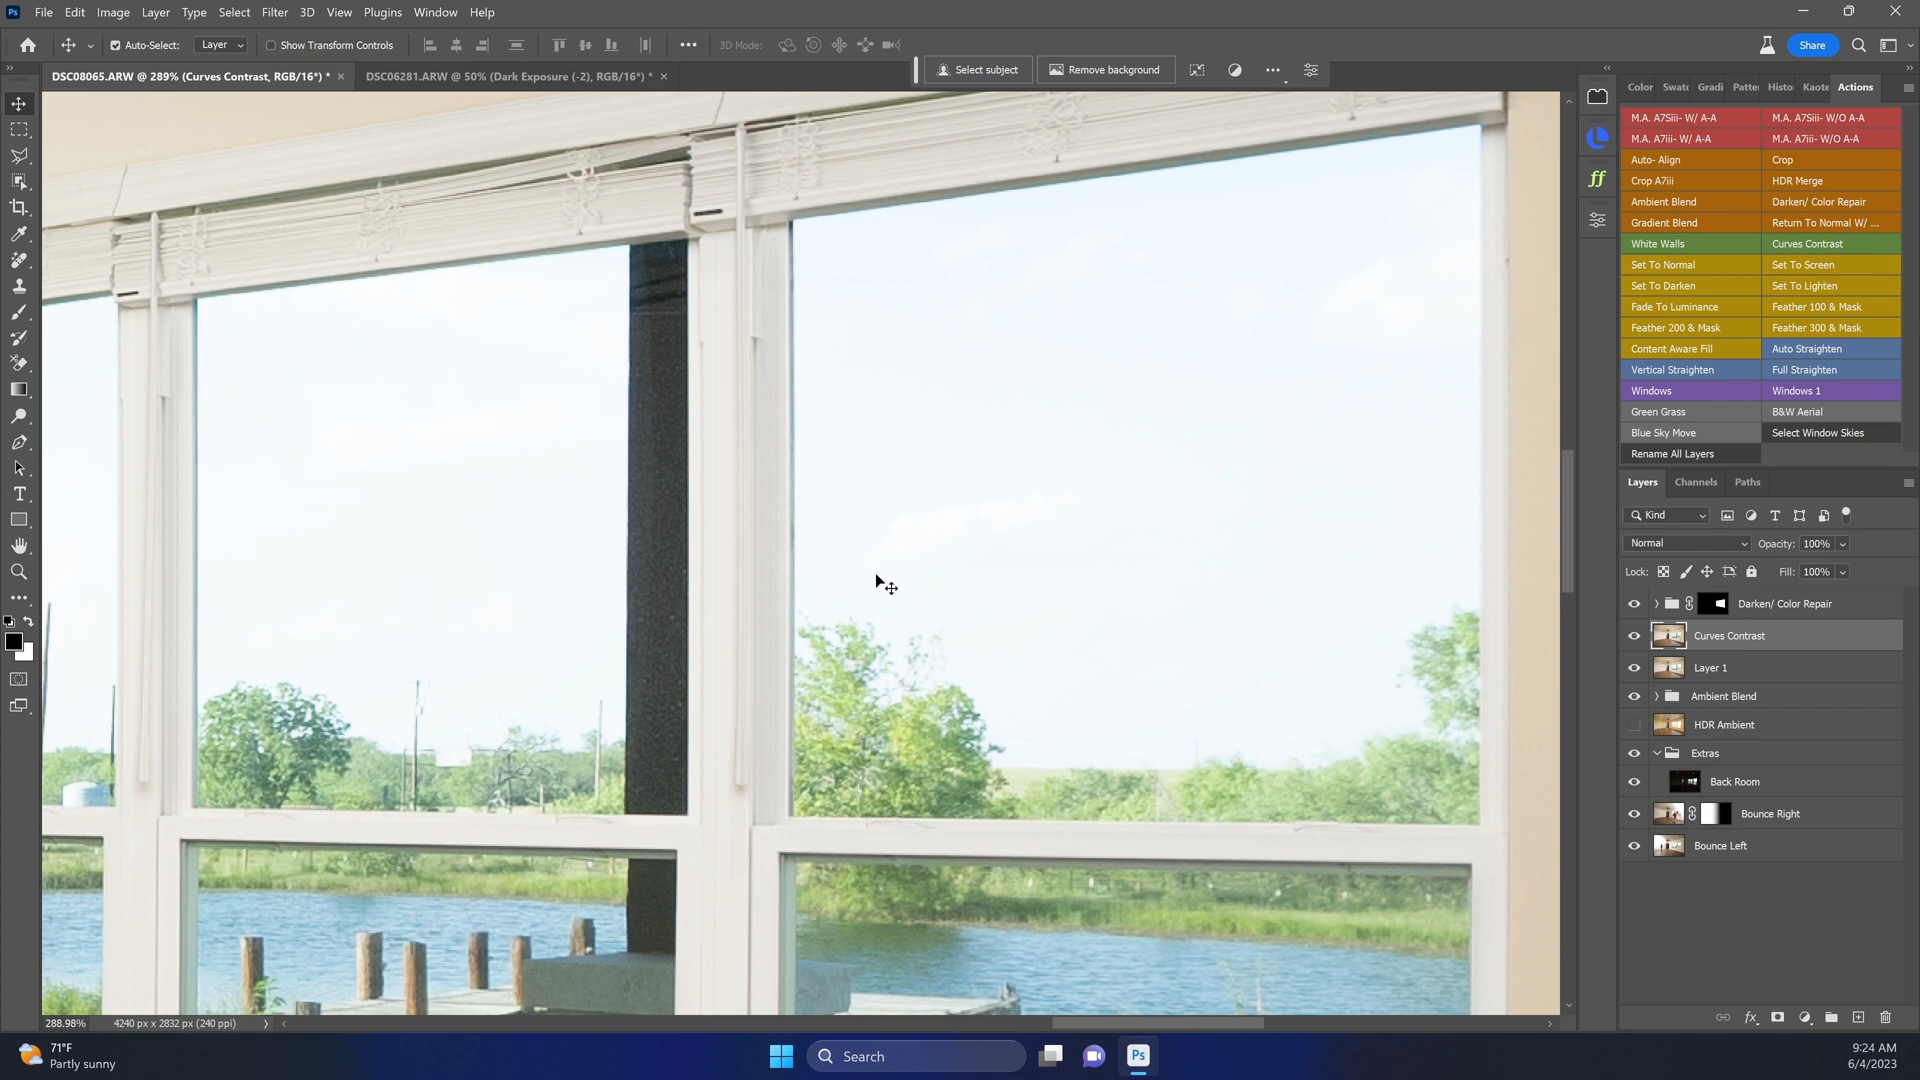 Ps File Edit Image Layer Type Select Filter 3D View Plugins Window Help
Auto-Select: Layer Show Transform Controls 3D Mode: Share
DSC08065.ARW @ 289% (Curves Contrast, RGB/16*) * DSC06281.ARW @ 50% (Dark Exposure (-2), RGB/16*) *
Select subject Remove background
Color Swatc Gradi Patte Histo Kaote Actions
M.A. A7Siii- W/ A-A M.A. A7Siii- W/O A-A
M.A. A7iii- W/ A-A M.A. A7iii- W/O A-A
Auto- Align Crop
Crop A7iii HDR Merge
Ambient Blend Darken/ Color Repair
Gradient Blend Return To Normal W/ ...
White Walls Curves Contrast
Set To Normal Set To Screen
Set To Darken Set To Lighten
Fade To Luminance Feather 100 & Mask
Feather 200 & Mask Feather 300 & Mask
Content Aware Fill Auto Straighten
Vertical Straighten Full Straighten
Windows Windows 1
Green Grass B&W Aerial
Blue Sky Move Select Window Skies
Rename All Layers
Layers Channels Paths
Kind
Normal Opacity: 100%
Lock: Fill: 100%
Darken/ Color Repair
Curves Contrast
Layer 1
Ambient Blend
HDR Ambient
Extras
Back Room
Bounce Right
Bounce Left
fx
288.98% 4240 px x 2832 px (240 ppi)
71°F
Partly sunny
Search
Ps
9:24 AM
6/4/2023
ff